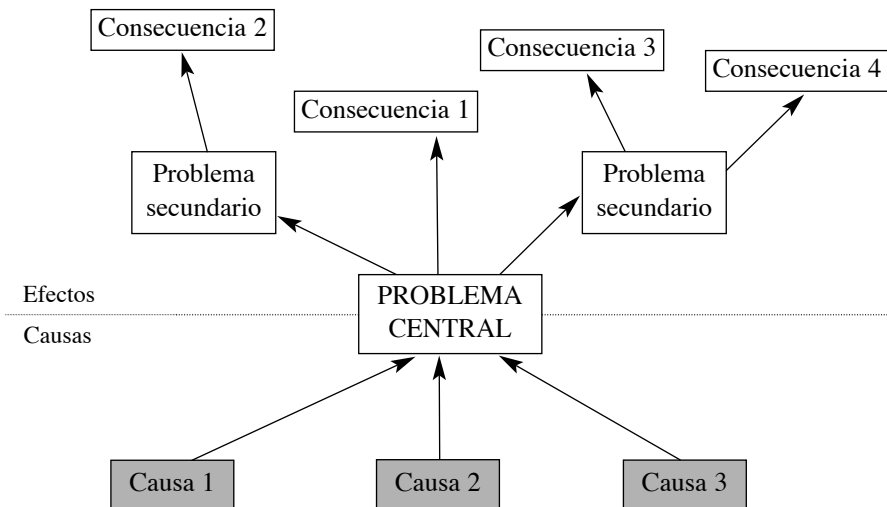 Consecuencia 2
Consecuencia 3
Consecuencia 4
Consecuencia 1
Problema
secundario
Problema
secundario
Efectos
PROBLEMA
CENTRAL
Causas
Causa 1
Causa 2
Causa 3